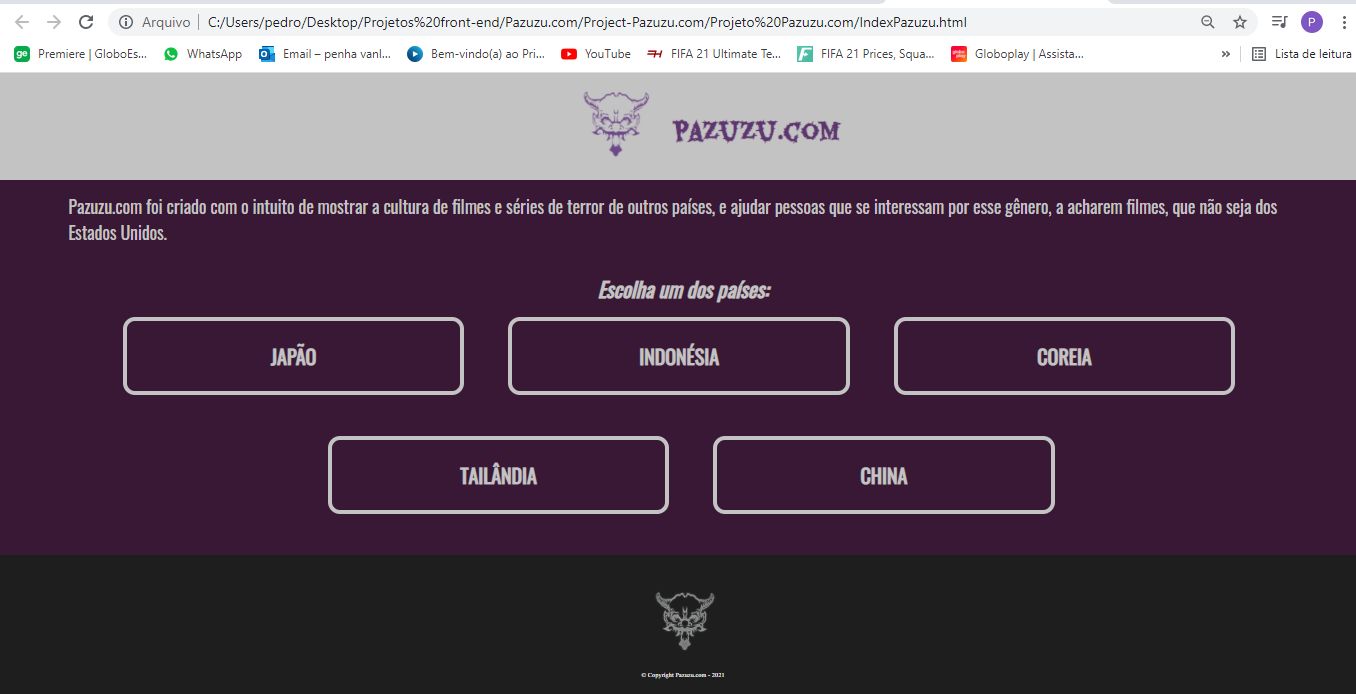 Arquivo
C:/Users/pedro/Desktop/Projetos%20front-end/Pazuzu.com/Project-Pazuzu.com/Projeto%20Pazuzu.com/IndexPazuzu.html
P
ge Premiere | GloboEs... WhatsApp Email – penha vanl... Bem-vindo(a) ao Pri... YouTube FIFA 21 Ultimate Te... FIFA 21 Prices, Squa... Globoplay | Assista... » Lista de leitura
PAZUZU.COM
Pazuzu.com foi criado com o intuito de mostrar a cultura de filmes e séries de terror de outros países, e ajudar pessoas que se interessam por esse gênero, a acharem filmes, que não seja dos
Estados Unidos.
Escolha um dos países:
JAPÃO INDONÉSIA COREIA
TAILÂNDIA CHINA
© Copyright Pazuzu.com - 2021